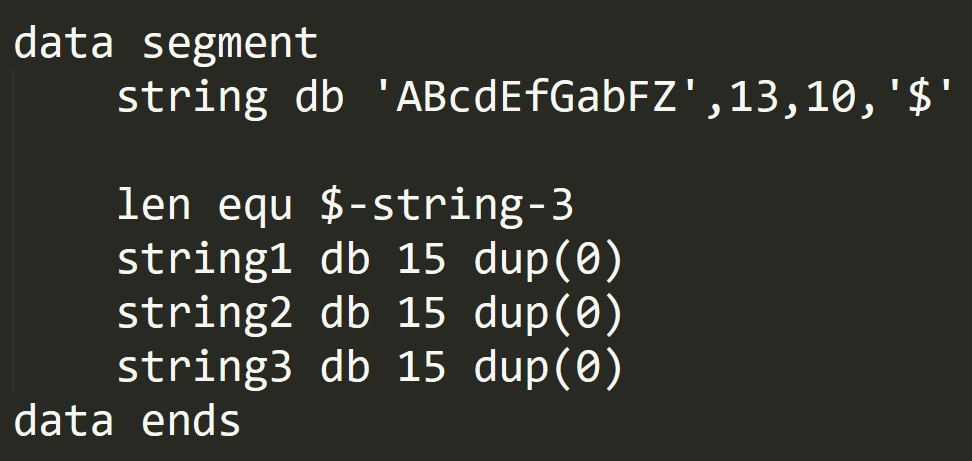 data segment
string db 'ABcdEfGabFZ',13,10,'$'
len equ $-string-3
string1 db 15 dup(0)
string2 db 15 dup(0)
string3 db 15 dup(0)
data ends